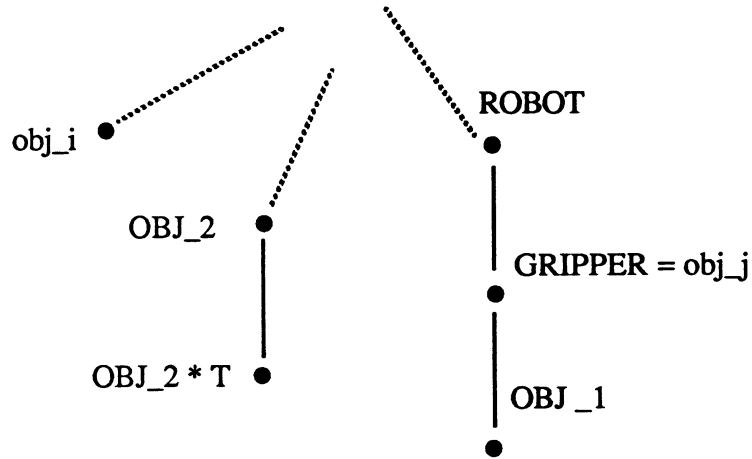 ROBOT
obj_i
OBJ_2
GRIPPER = obj_j
OBJ_2 * T
OBJ _1